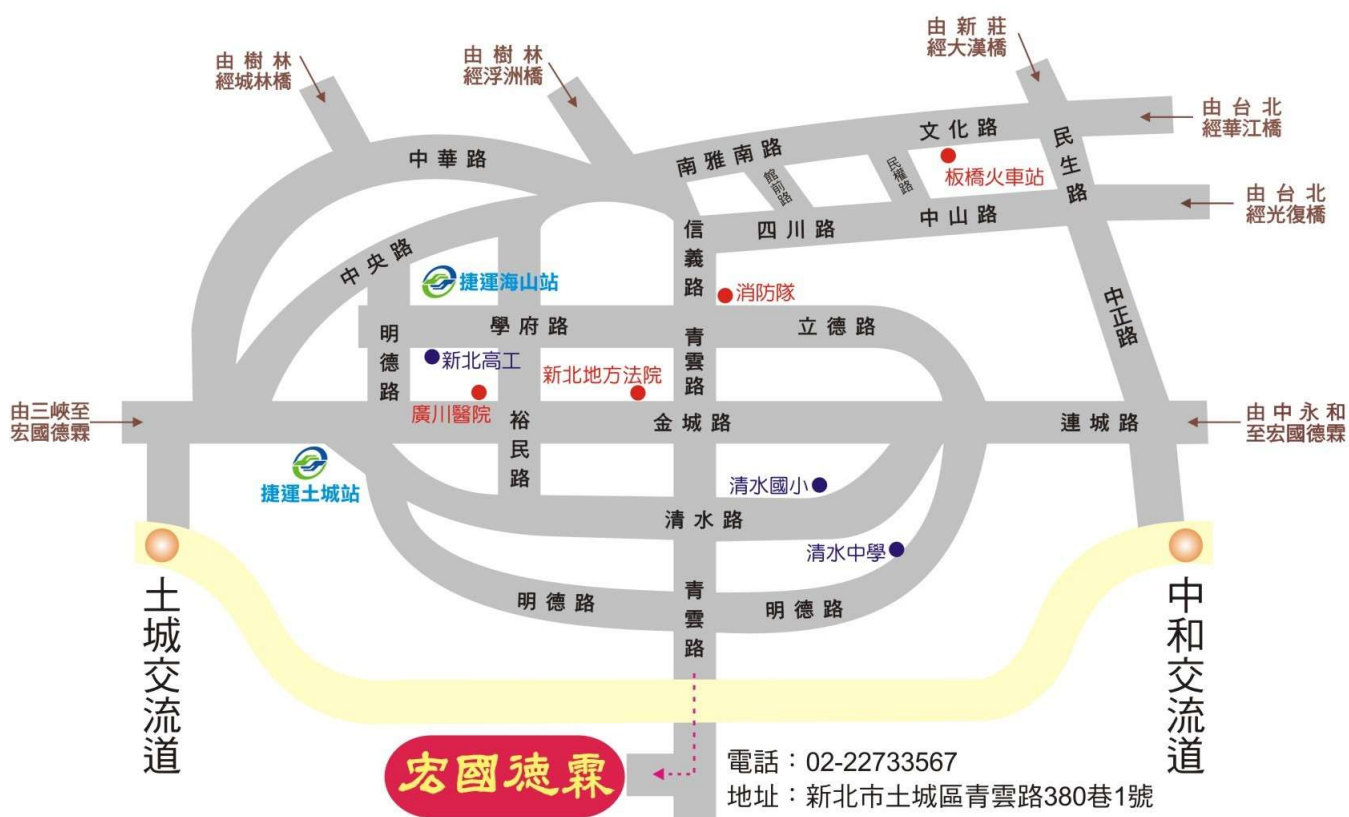 由新莊
經大漢橋
由樹林
經城林橋
由樹林
經浮洲橋
由台北
經華江橋
文化路
南雅南路
民生路
中華路
館前路
民權路
板橋火車站
由台北
經光復橋
信義路
四川路
中山路
中央路
捷運海山站
消防隊
中正路
明德路
學府路
青雲路
立德路
新北高工
新北地方法院
廣川醫院
由三峽至
宏國德霖
裕民路
金城路
連城路
由中永和
至宏國德霖
捷運土城站
清水國小
清水路
清水中學
土城交流道
明德路
青雲路
明德路
中和交流道
宏國德霖
電話：02-22733567
地址：新北市土城區青雲路380巷1號